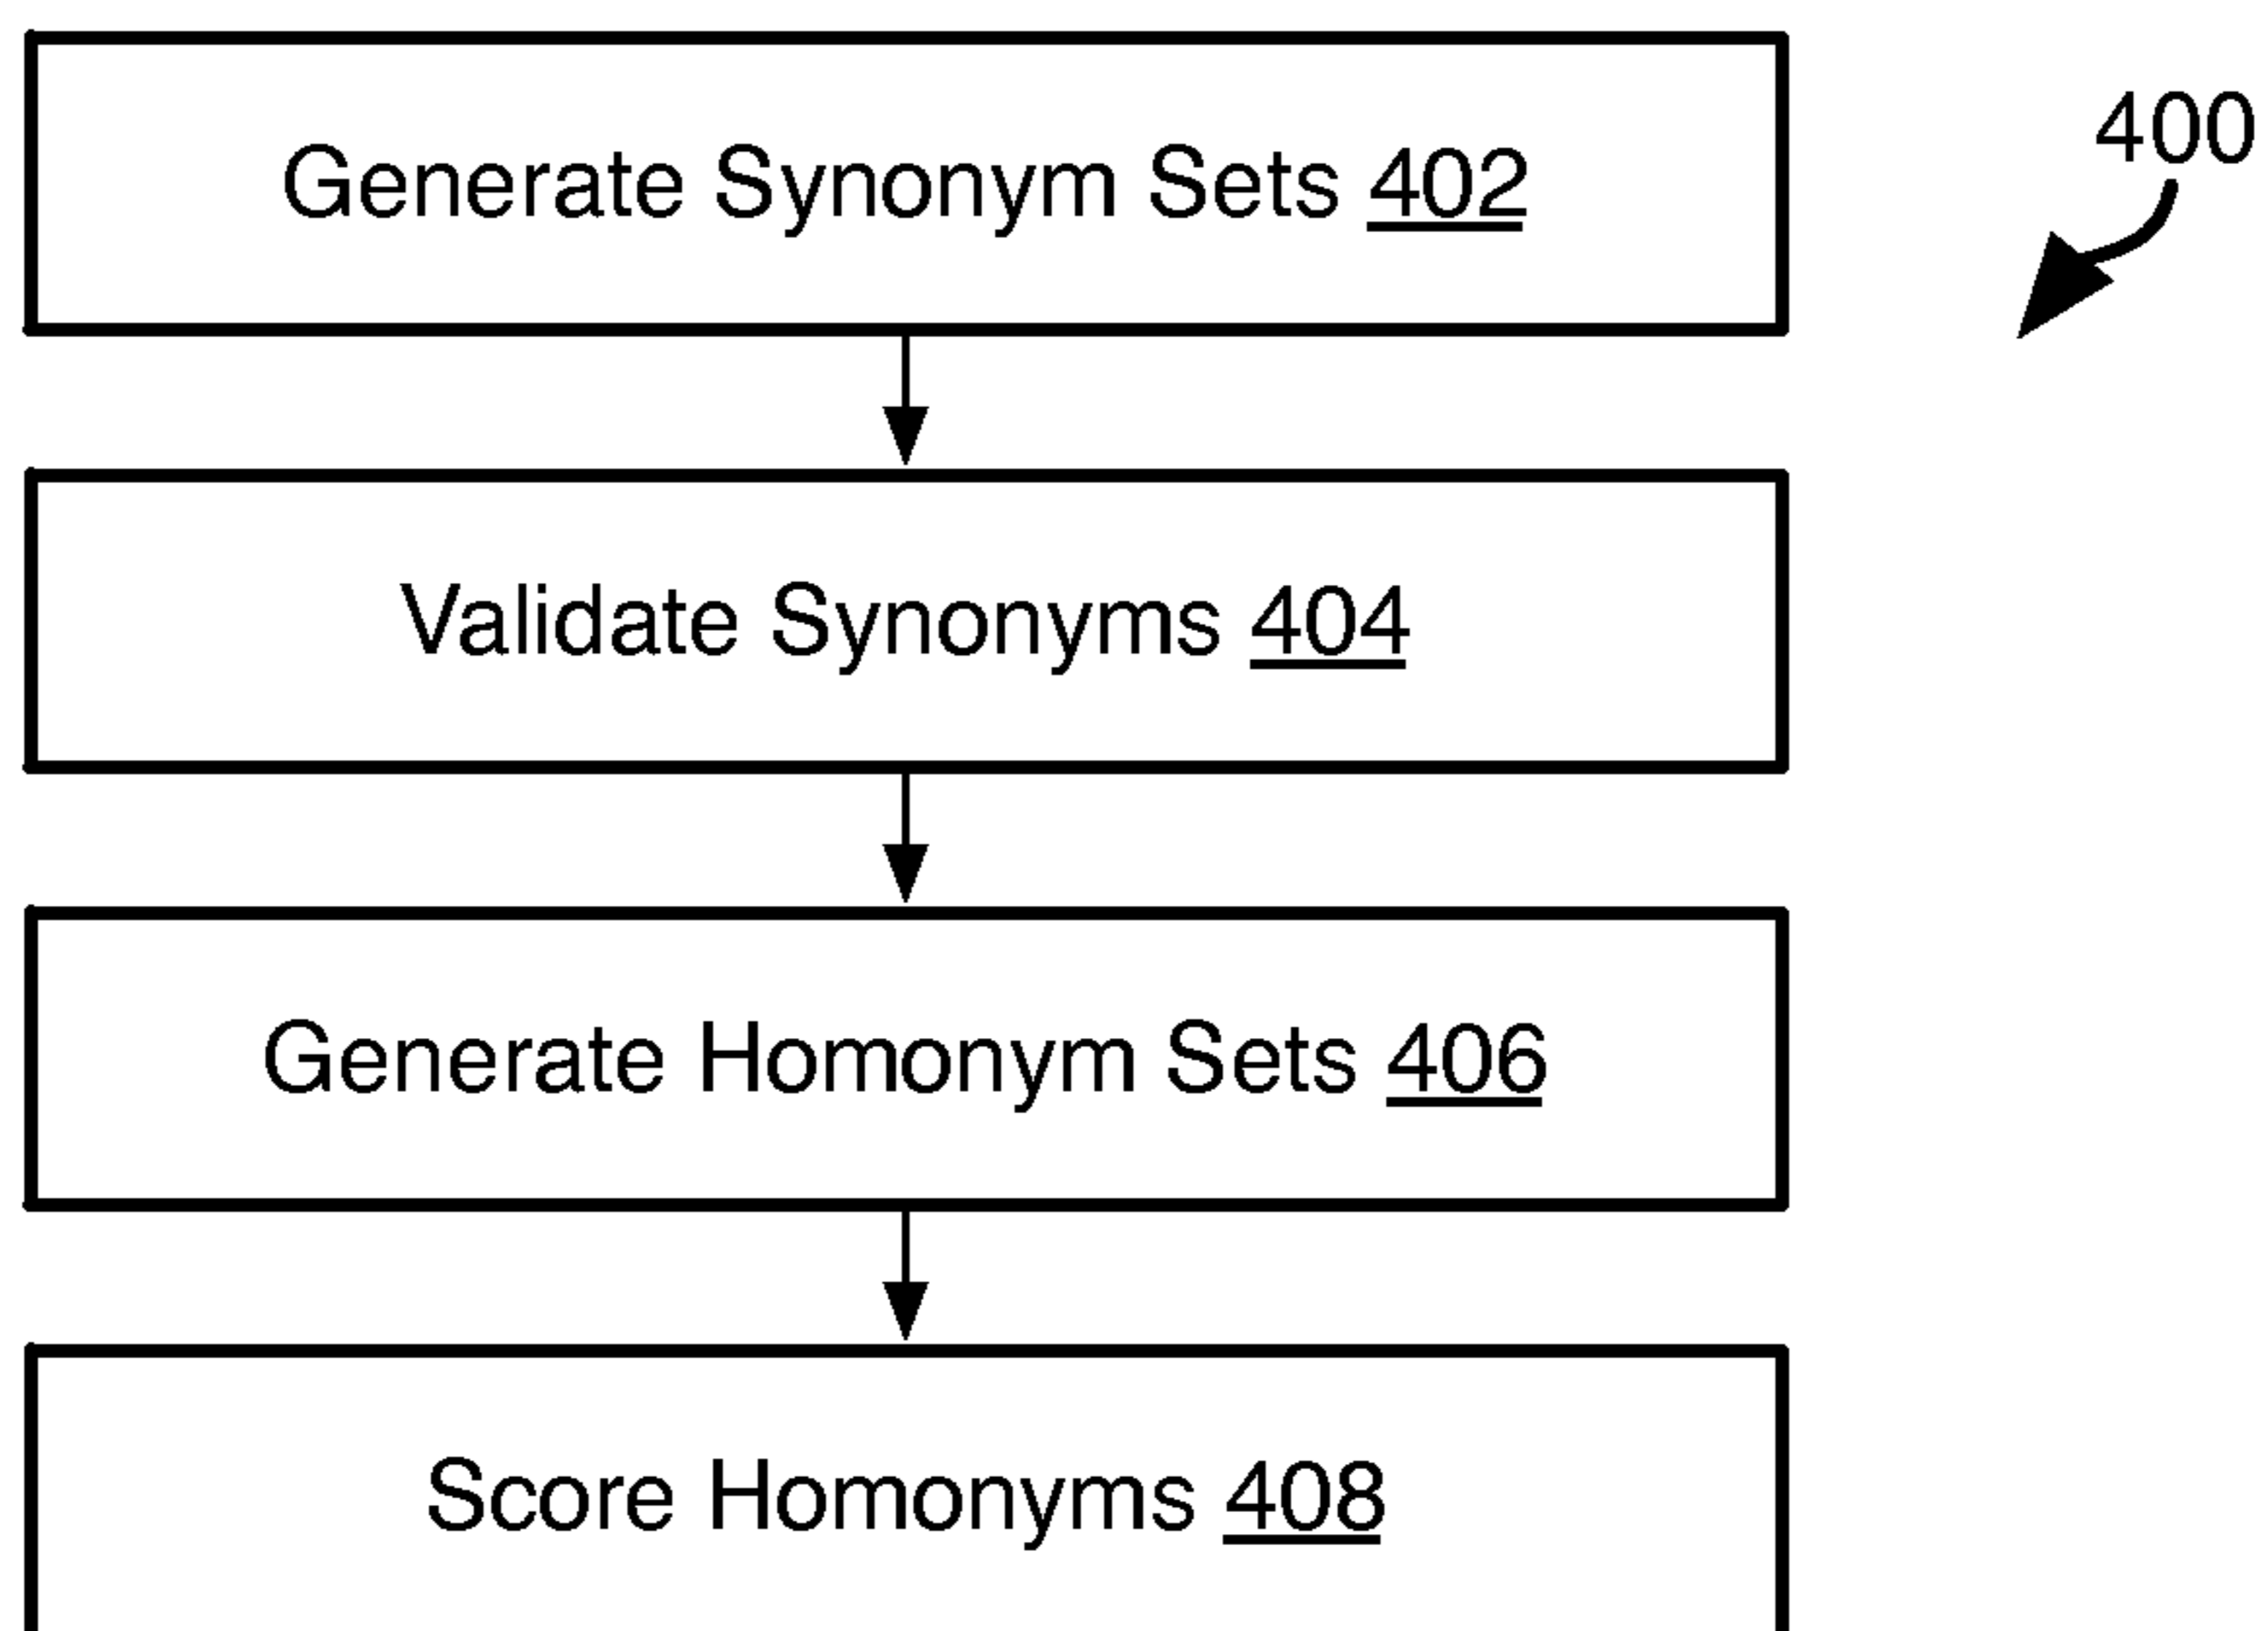 Generate Synonym Sets 402
400
Validate Synonyms 404
Generate Homonym Sets 406
Score Homonyms 408